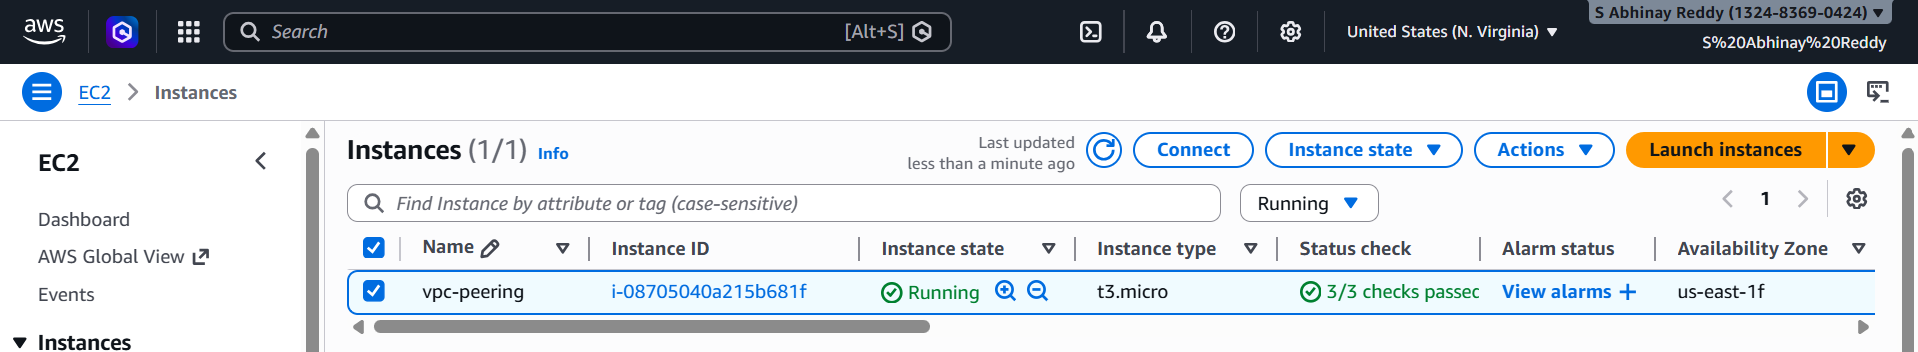 aws
Search [Alt+S]
United States (N. Virginia)
S Abhinay Reddy (1324-8369-0424)
S%20Abhinay%20Reddy
EC2 Instances
EC2
Dashboard
AWS Global View
Events
Instances
Instances (1/1) Info
Last updated
less than a minute ago
Connect Instance state Actions Launch instances
Find Instance by attribute or tag (case-sensitive) Running 1
Name Instance ID Instance state Instance type Status check Alarm status Availability Zone
vpc-peering i-08705040a215b681f Running t3.micro 3/3 checks passed View alarms + us-east-1f